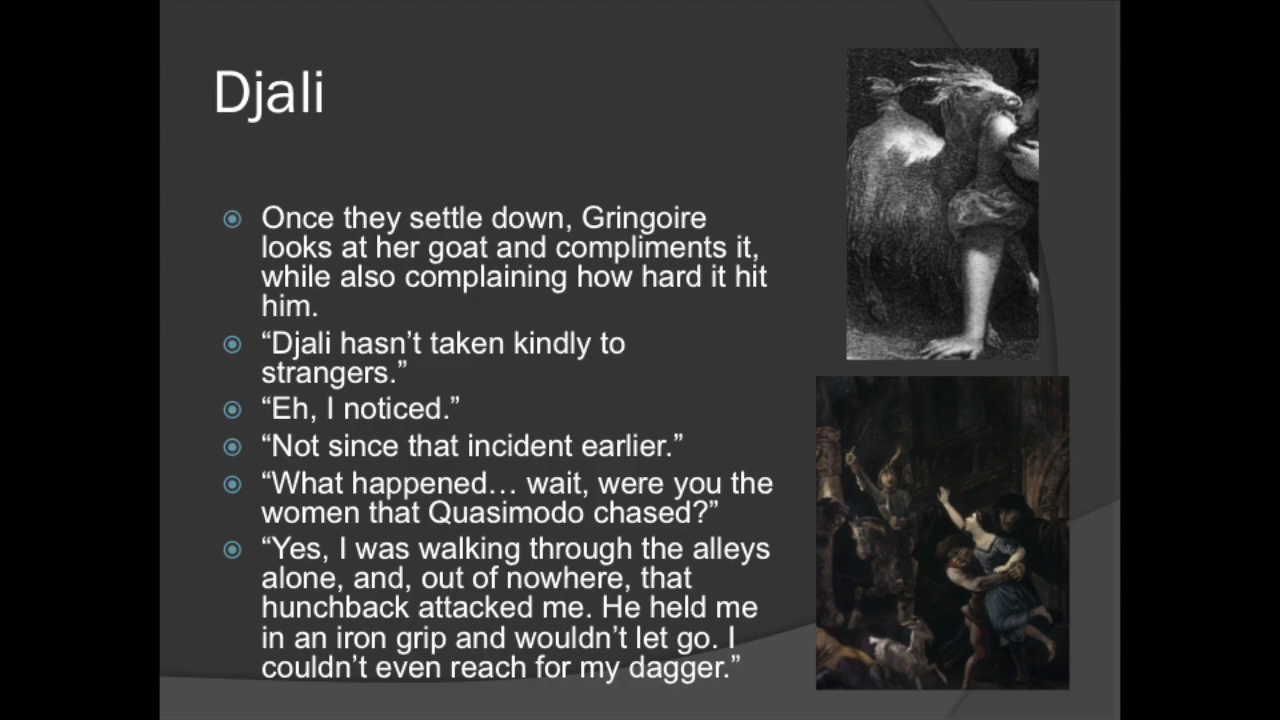 Djali
Once they settle down, Gringoire
looks at her goat and compliments it,
while also complaining how hard it hit
him.
“Djali hasn’t taken kindly to
strangers.”
“Eh, I noticed.”
“Not since that incident earlier.”
“What happened… wait, were you the
women that Quasimodo chased?”
“Yes, I was walking through the alleys
alone, and, out of nowhere, that
hunchback attacked me. He held me
in an iron grip and wouldn’t let go. I
couldn’t even reach for my dagger.”